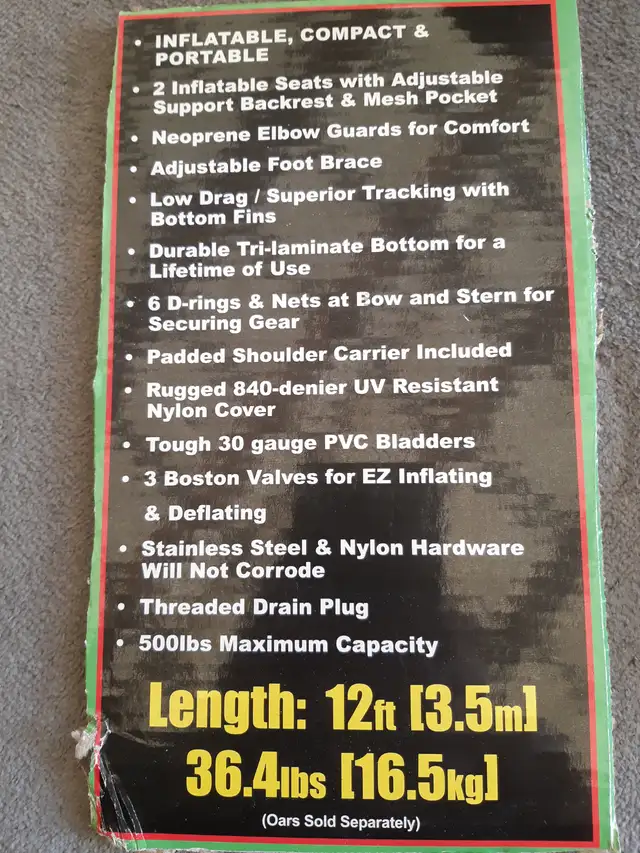 • INFLATABLE, COMPACT &
PORTABLE
• 2 Inflatable Seats with Adjustable
Support Backrest & Mesh Pocket
• Neoprene Elbow Guards for Comfort
• Adjustable Foot Brace
• Low Drag / Superior Tracking with
Bottom Fins
• Durable Tri-laminate Bottom for a
Lifetime of Use
• 6 D-rings & Nets at Bow and Stern for
Securing Gear
• Padded Shoulder Carrier Included
• Rugged 840-denier UV Resistant
Nylon Cover
• Tough 30 gauge PVC Bladders
• 3 Boston Valves for EZ Inflating
& Deflating
• Stainless Steel & Nylon Hardware
Will Not Corrode
• Threaded Drain Plug
• 500lbs Maximum Capacity
Length: 12ft [3.5m]
36.4lbs [16.5kg]
(Oars Sold Separately)